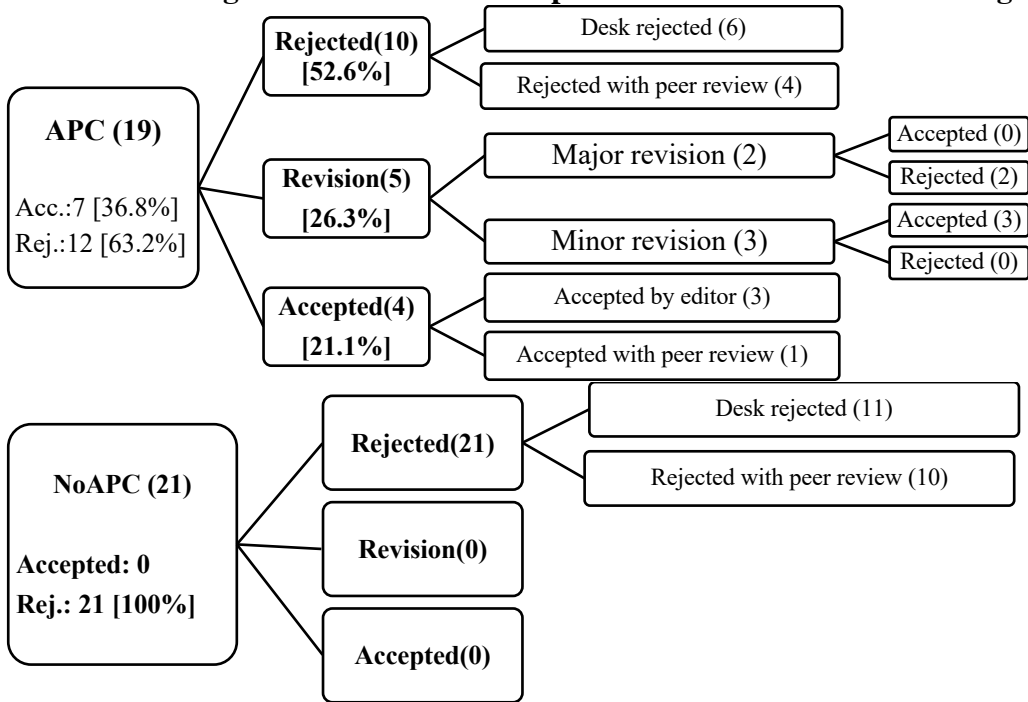 APC (19)
Acc.:7 [36.8%]
Rej.:12 [63.2%]
Rejected(10)
[52.6%]
Desk rejected (6)
Rejected with peer review (4)
Revision(5)
[26.3%]
Major revision (2)
Accepted (0)
Rejected (2)
Minor revision (3)
Accepted (3)
Rejected (0)
Accepted(4)
[21.1%]
Accepted by editor (3)
Accepted with peer review (1)
NoAPC (21)
Accepted: 0
Rej.: 21 [100%]
Rejected(21)
Desk rejected (11)
Rejected with peer review (10)
Revision(0)
Accepted(0)